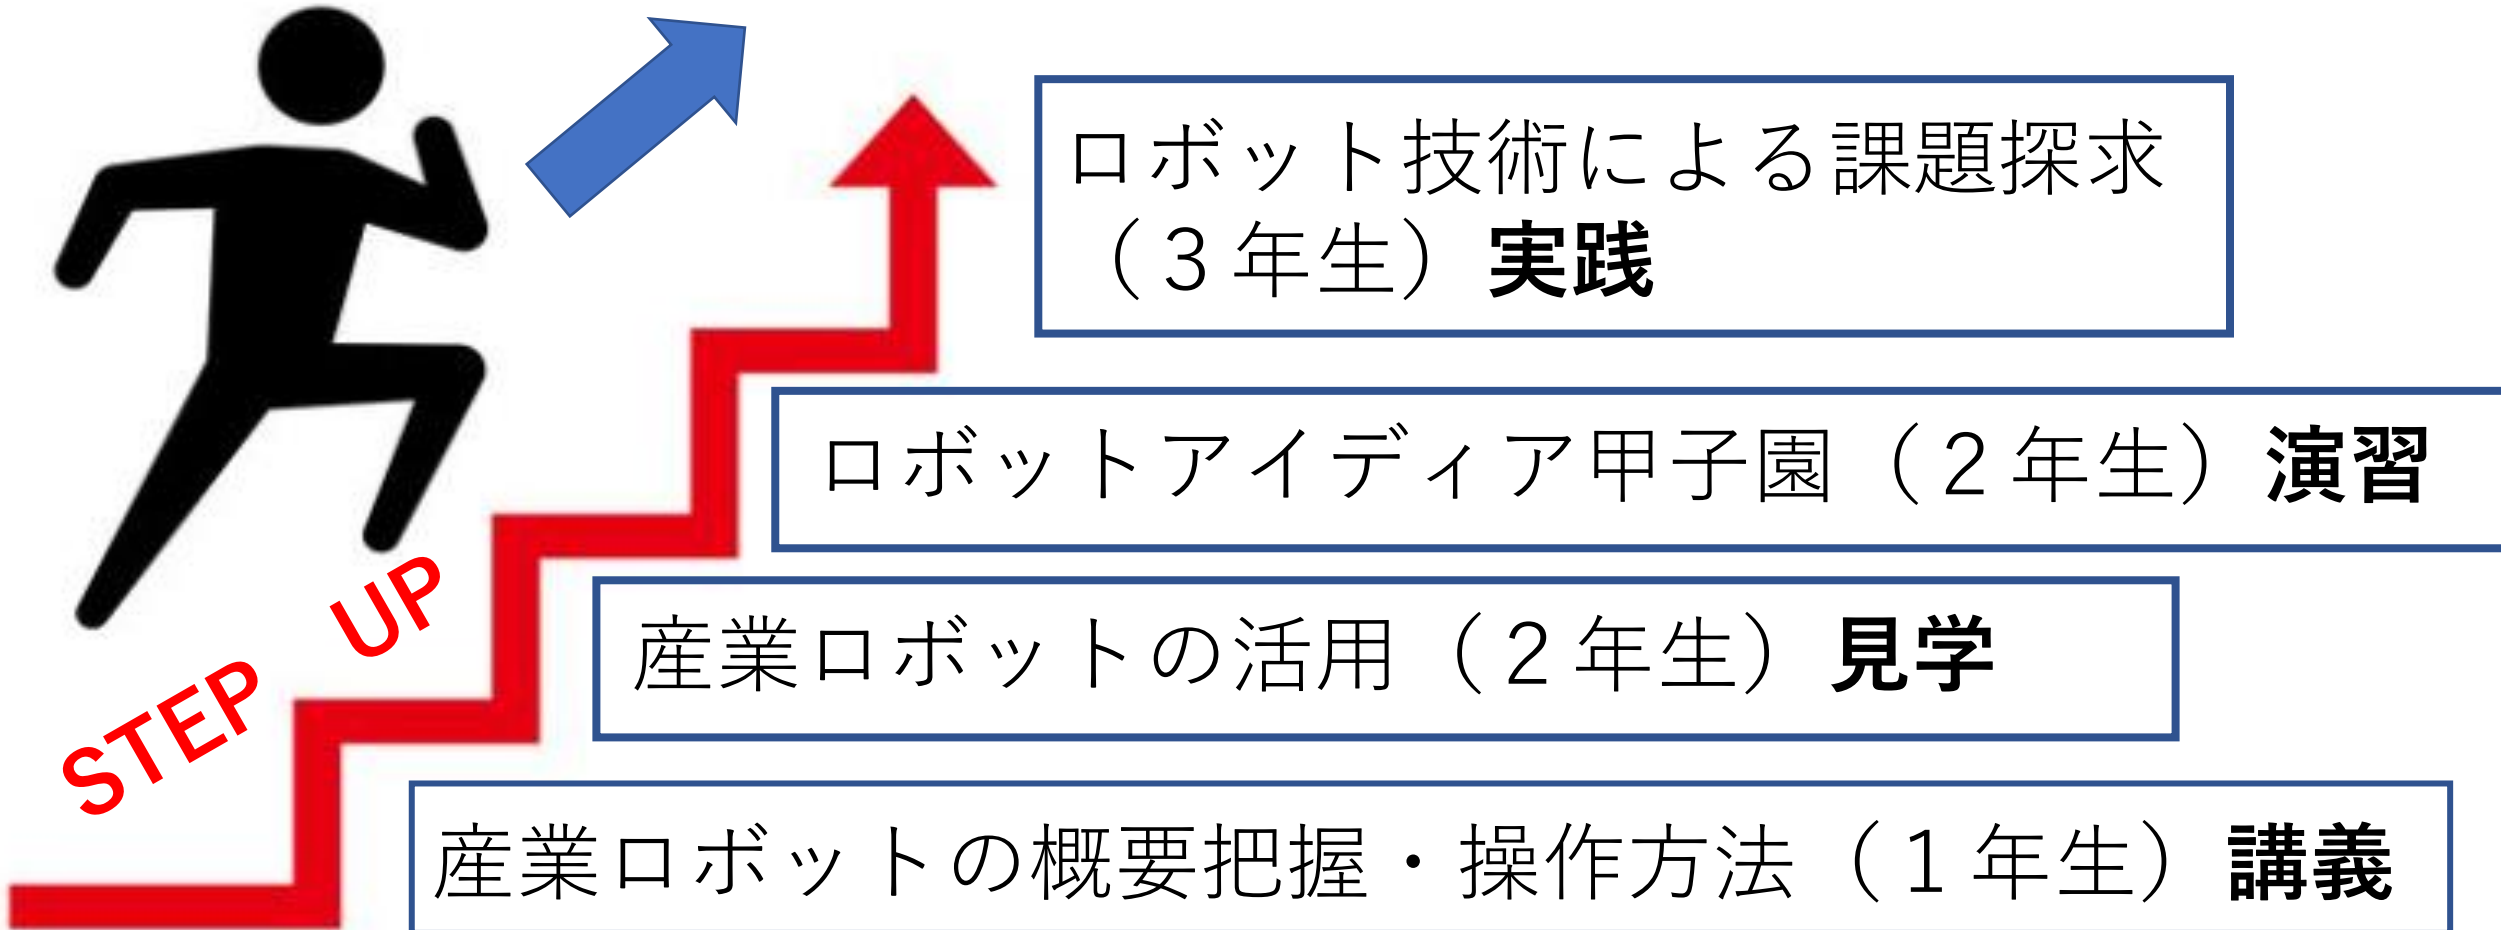 ロボット技術による課題探求
（３年生）実践
ロボットアイディア甲子園（２年生）演習
産業ロボットの活用（２年生）見学
産業ロボットの概要把握・操作方法（１年生）講義
STEP UP